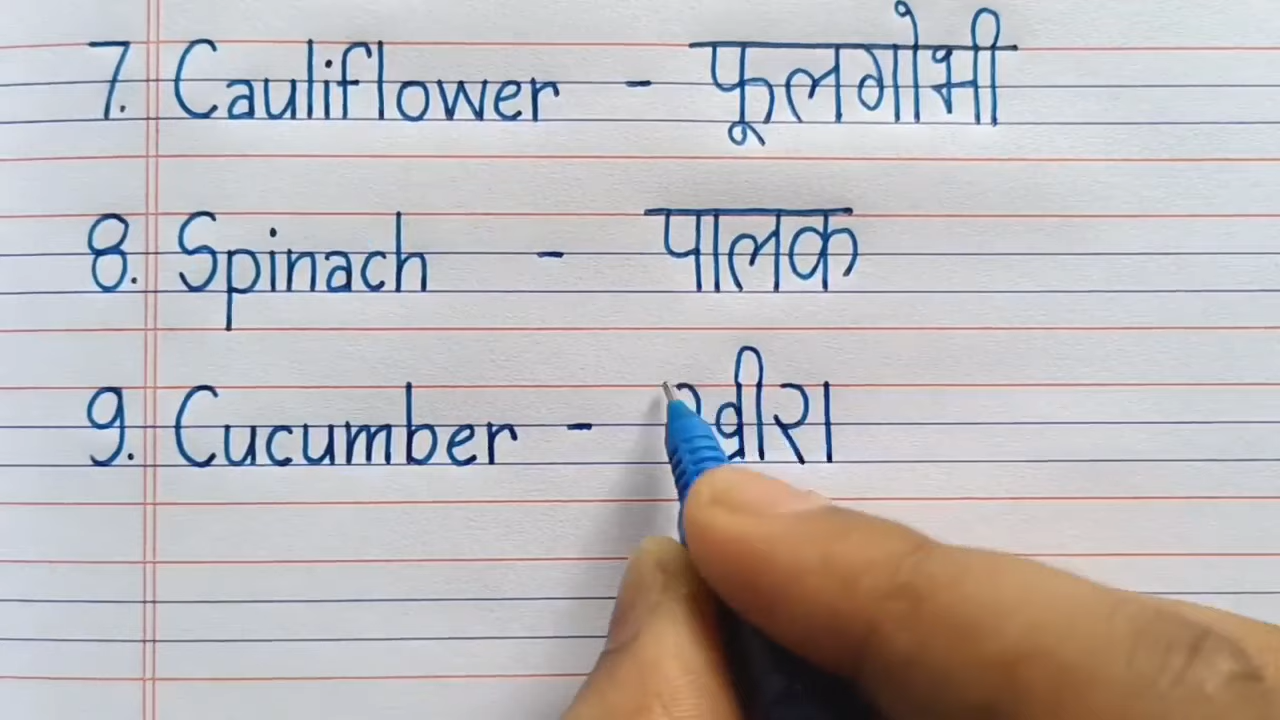 7. Cauliflower - फूलगोभी
8. Spinach - पालक
9. Cucumber - खीरा